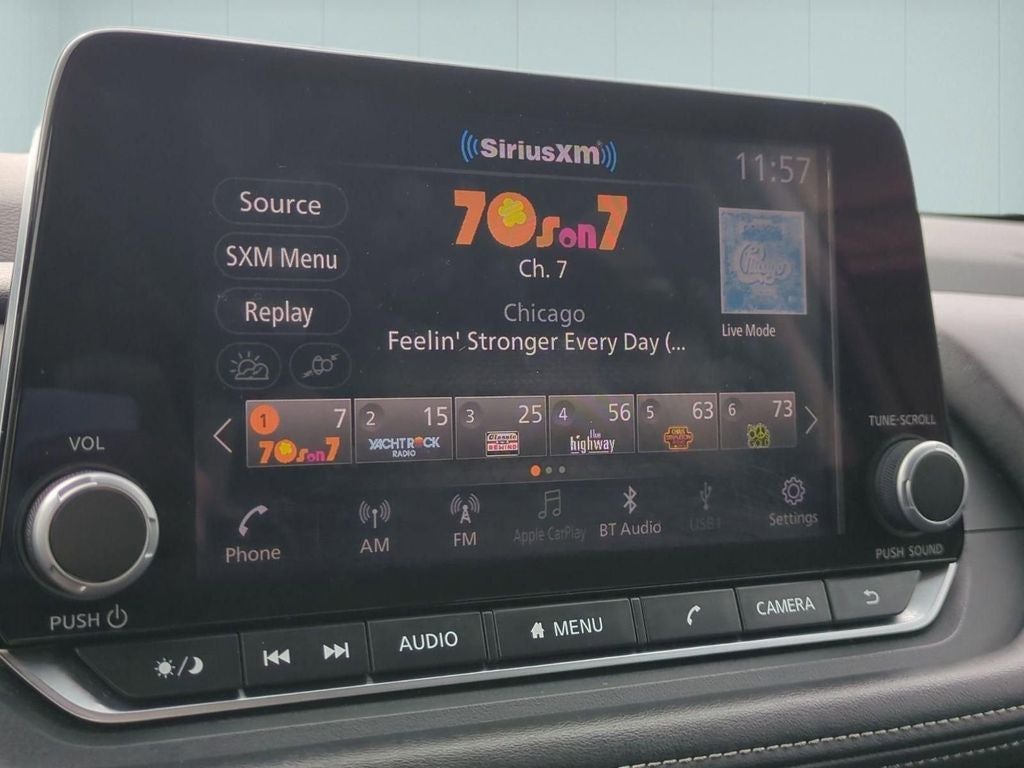 SiriusXM
11:57
Source
70s on 7
SXM Menu
Ch. 7
Chicago
Replay
Chicago
Feelin' Stronger Every Day (...
Live Mode
1 7
70s on 7
2 15
YACHT ROCK
RADIO
3 25
Classic
REWIND
4 56
the
highway
5 63
6 73
VOL
TUNE·SCROLL
Phone
AM
FM
Apple CarPlay
BT Audio
USB1
Settings
PUSH
PUSH SOUND
AUDIO
MENU
CAMERA